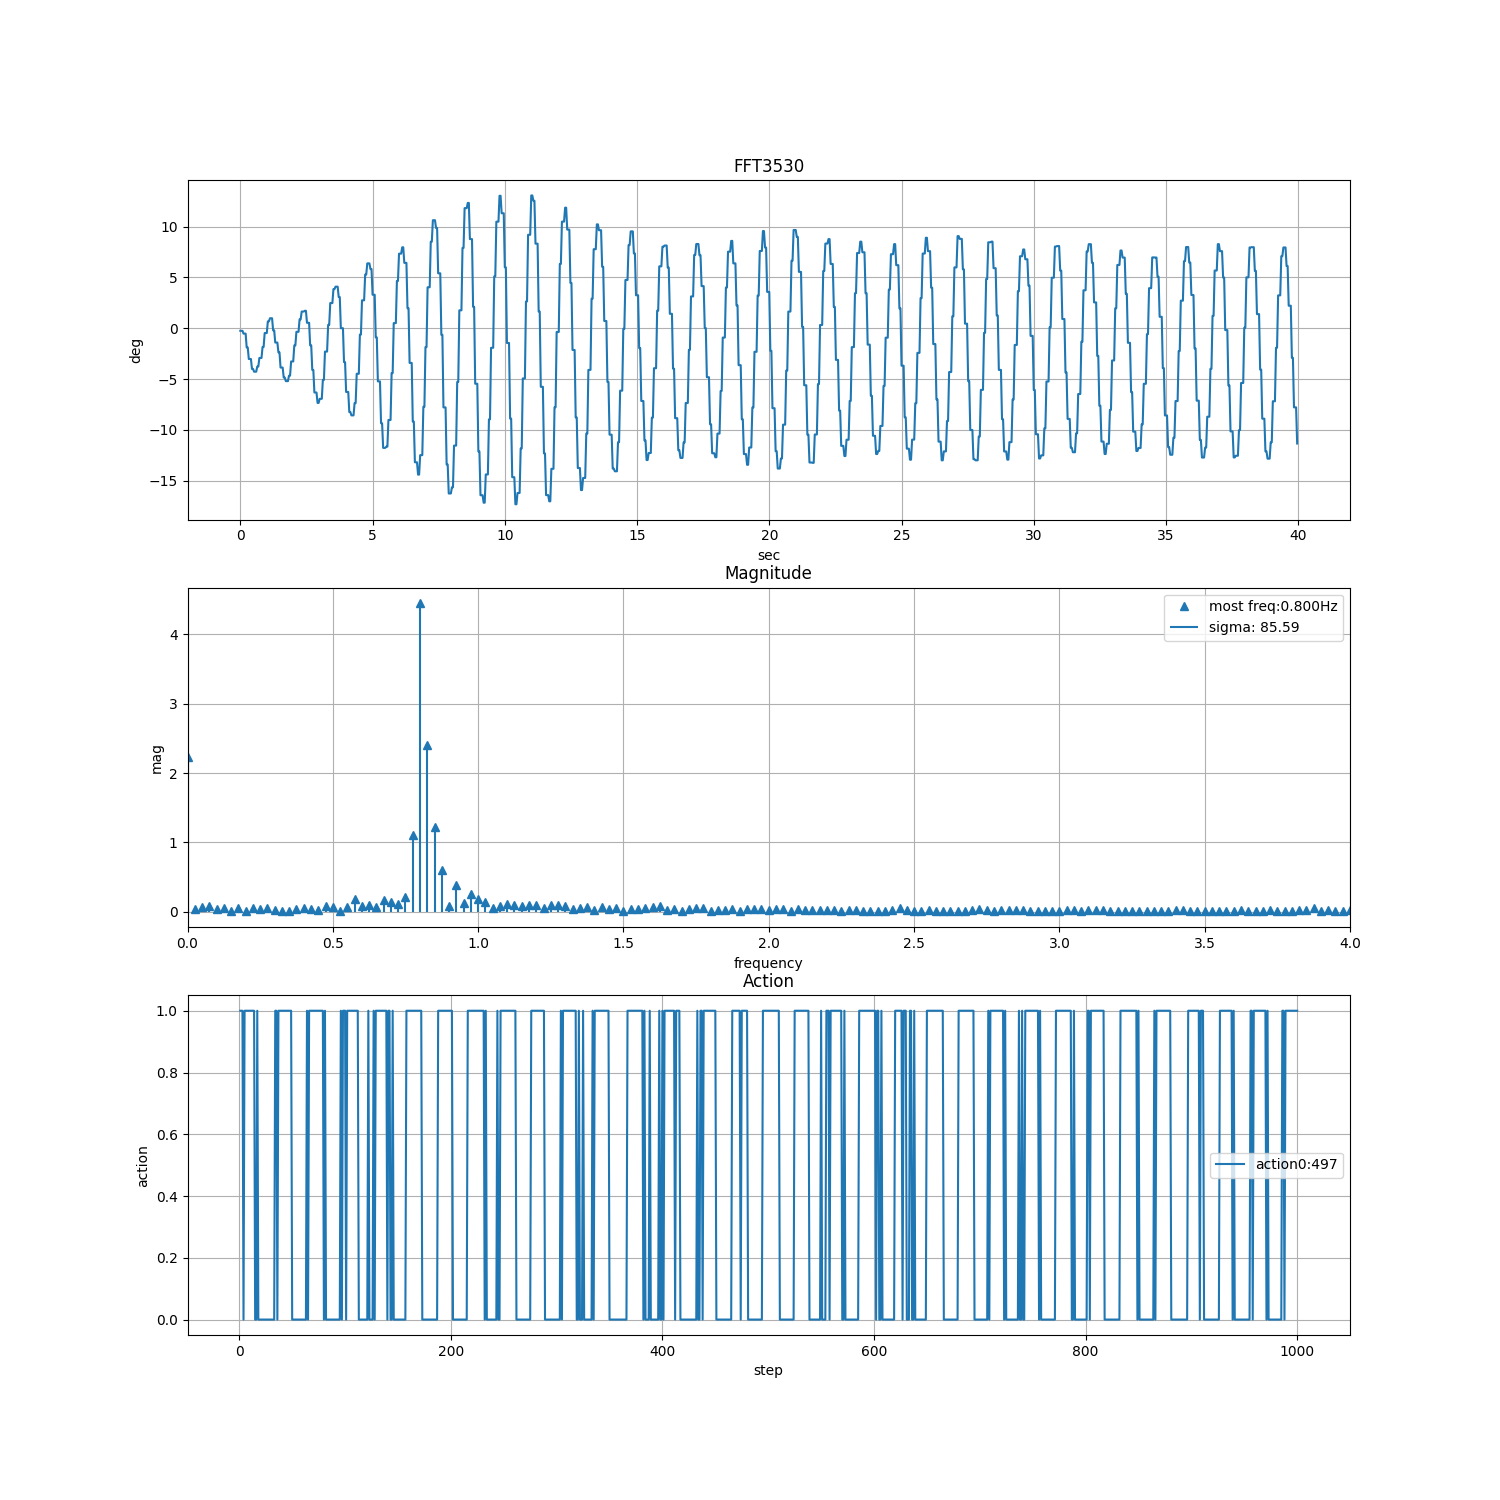 FFT3530
deg
10
5
0
−5
−10
−15
0 5 10 15 20 25 30 35 40
sec
Magnitude
mag
4
3
2
1
0
most freq:0.800Hz
sigma: 85.59
0.0 0.5 1.0 1.5 2.0 2.5 3.0 3.5 4.0
frequency
Action
action
1.0
0.8
0.6
0.4
0.2
0.0
action0:497
0 200 400 600 800 1000
step